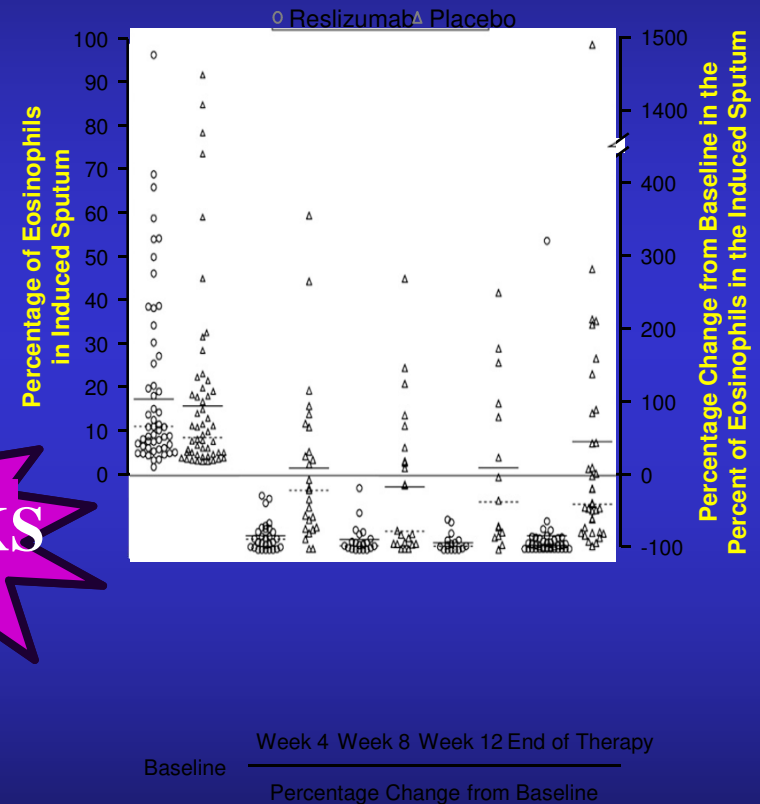 Reslizumab Placebo
100
90
80
70
60
50
40
30
20
10
0
Percentage of Eosinophils
in Induced Sputum
1500
1400
400
300
200
100
0
-100
Percentage Change from Baseline in the
Percent of Eosinophils in the Induced Sputum
Week 4 Week 8 Week 12 End of Therapy
Baseline
Percentage Change from Baseline